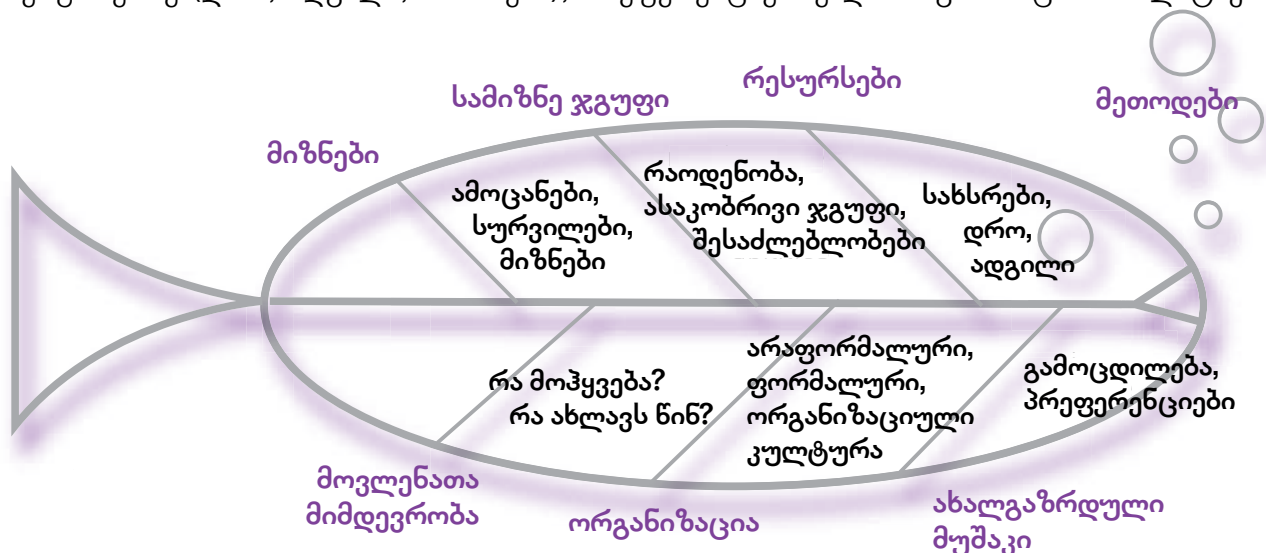 რესურსები
სამიზნე ჯგუფი
მეთოდები
მიზნები
ამოცანები,
სურვილები,
მიზნები
რაოდენობა,
ასაკობრივი ჯგუფი,
შესაძლებლობები
სახსრები,
დრო,
ადგილი
რა მოჰყვება?
რა ახლავს წინ?
არაფორმალური,
ფორმალური,
ორგანიზაციული
კულტურა
გამოცდილება,
პრეფერენციები
მოვლენათა
მიმდევრობა
ორგანიზაცია
ახალგაზრდული
მუშაკი